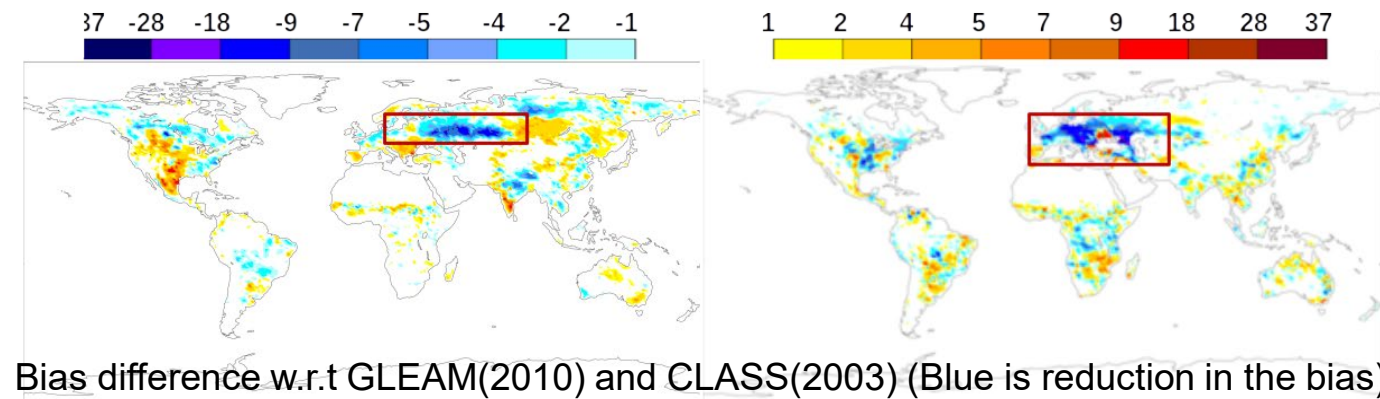 37 -28 -18 -9 -7 -5 -4 -2 -1
1 2 4 5 7 9 18 28 37
Bias difference w.r.t GLEAM(2010) and CLASS(2003) (Blue is reduction in the bias)